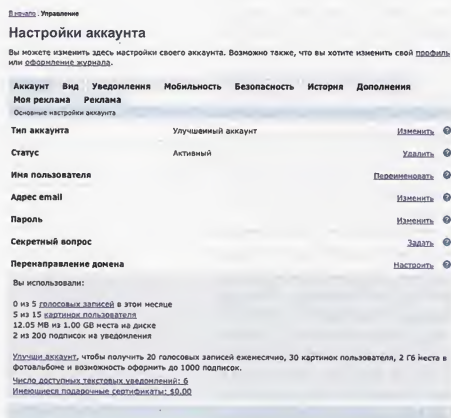 В начало . Управление
Настройки аккаунта
Вы можете изменить здесь настройки своего аккаунта. Возможно также, что вы хотите изменить свой профиль
или оформление журнала.
Аккаунт Вид Уведомления Мобильность Безопасность История Дополнения
Моя реклама Реклама
Основные настройки аккаунта
Тип аккаунта Улучшенный аккаунт Изменить
Статус Активный Удалить
Имя пользователя Переименовать
Адрес email Изменить
Пароль Изменить
Секретный вопрос Задать
Перенаправление домена Настроить
Вы использовали:
0 из 5 голосовых записей в этом месяце
5 из 15 картинок пользователя
12.05 MB из 1.00 GB места на диске
2 из 200 подписок на уведомления
Улучши аккаунт, чтобы получить 20 голосовых записей ежемесячно, 30 картинок пользователя, 2 Гб места в
фотоальбоме и возможность оформить до 1000 подписок.
Число доступных текстовых уведомлений: 6
Имеющиеся подарочные сертификаты: $0.00